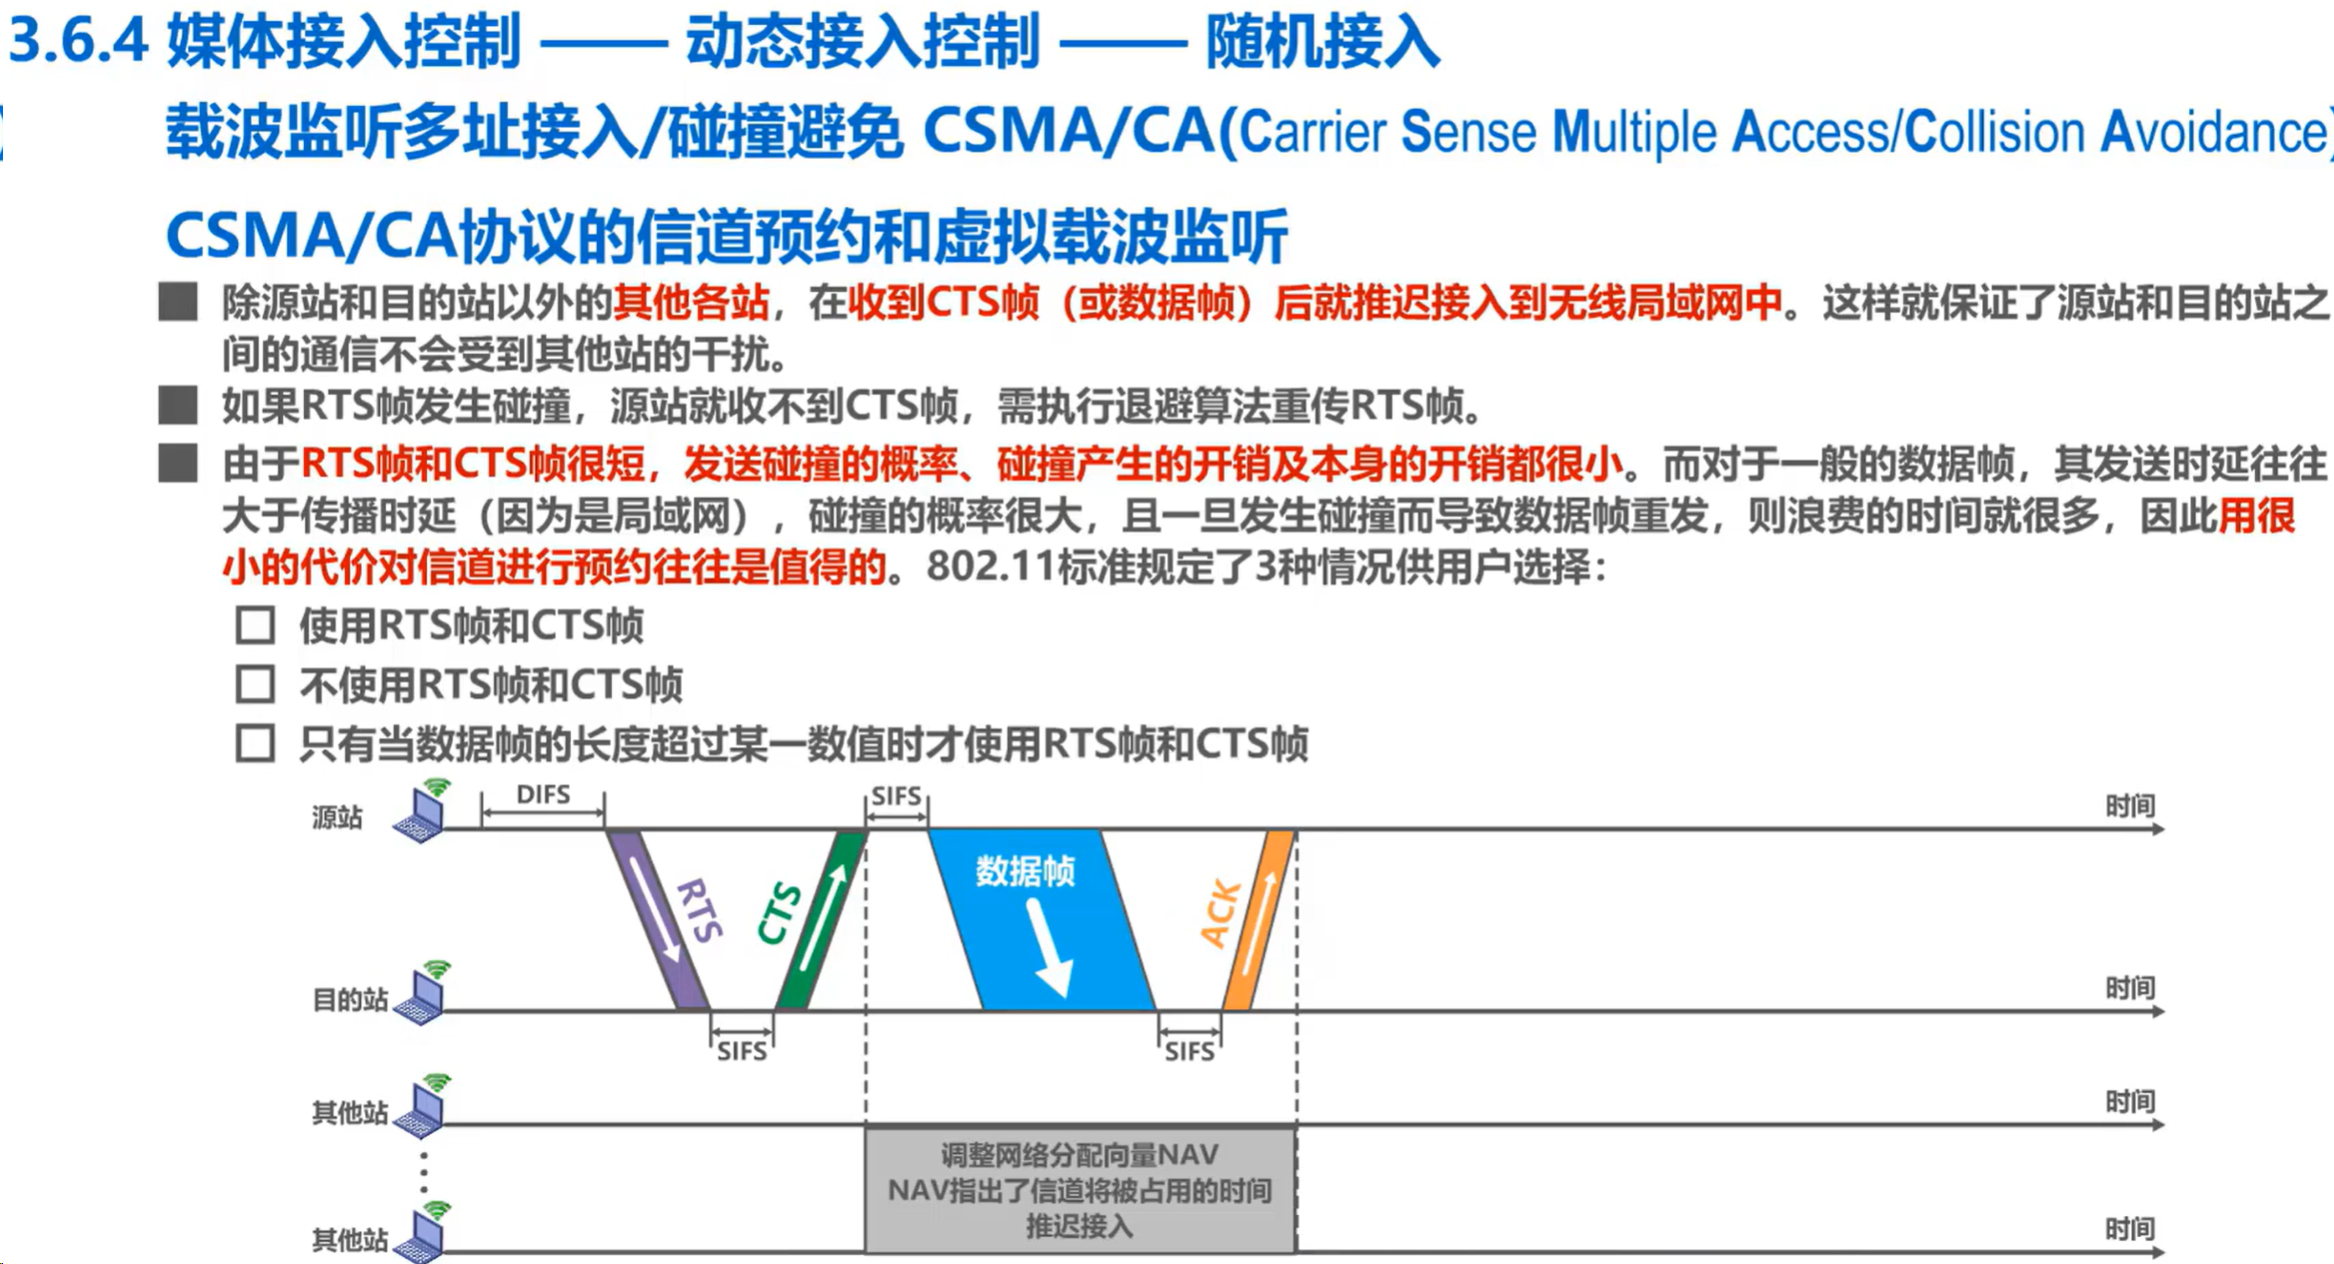 3.6.4 媒体接入控制 —— 动态接入控制 —— 随机接入
载波监听多址接入/碰撞避免 CSMA/CA(Carrier Sense Multiple Access/Collision Avoidance)
CSMA/CA协议的信道预约和虚拟载波监听
除源站和目的站以外的其他各站，在收到CTS帧（或数据帧）后就推迟接入到无线局域网中。这样就保证了源站和目的站之
间的通信不会受到其他站的干扰。
如果RTS帧发生碰撞，源站就收不到CTS帧，需执行退避算法重传RTS帧。
由于RTS帧和CTS帧很短，发送碰撞的概率、碰撞产生的开销及本身的开销都很小。而对于一般的数据帧，其发送时延往往
大于传播时延（因为是局域网），碰撞的概率很大，且一旦发生碰撞而导致数据帧重发，则浪费的时间就很多，因此用很
小的代价对信道进行预约往往是值得的。802.11标准规定了3种情况供用户选择：
使用RTS帧和CTS帧
不使用RTS帧和CTS帧
只有当数据帧的长度超过某一数值时才使用RTS帧和CTS帧
源站
DIFS
SIFS
时间
RTS
CTS
数据帧
ACK
目的站
时间
SIFS
SIFS
其他站
时间
调整网络分配向量NAV
NAV指出了信道将被占用的时间
推迟接入
其他站
时间